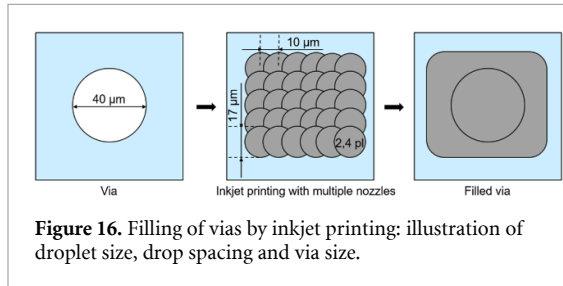 40 µm
10 µm
17 µm
2,4 pl
Via
Inkjet printing with multiple nozzles
Filled via
Figure 16. Filling of vias by inkjet printing: illustration of
droplet size, drop spacing and via size.